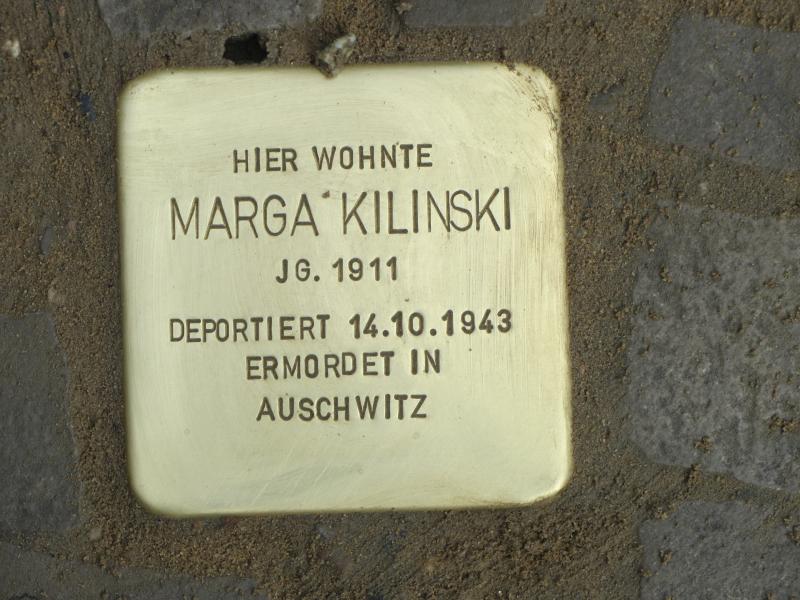 HIER WOHNTE
MARGA KILINSKI
JG. 1911
DEPORTIERT 14.10.1943
ERMORDET IN
AUSCHWITZ